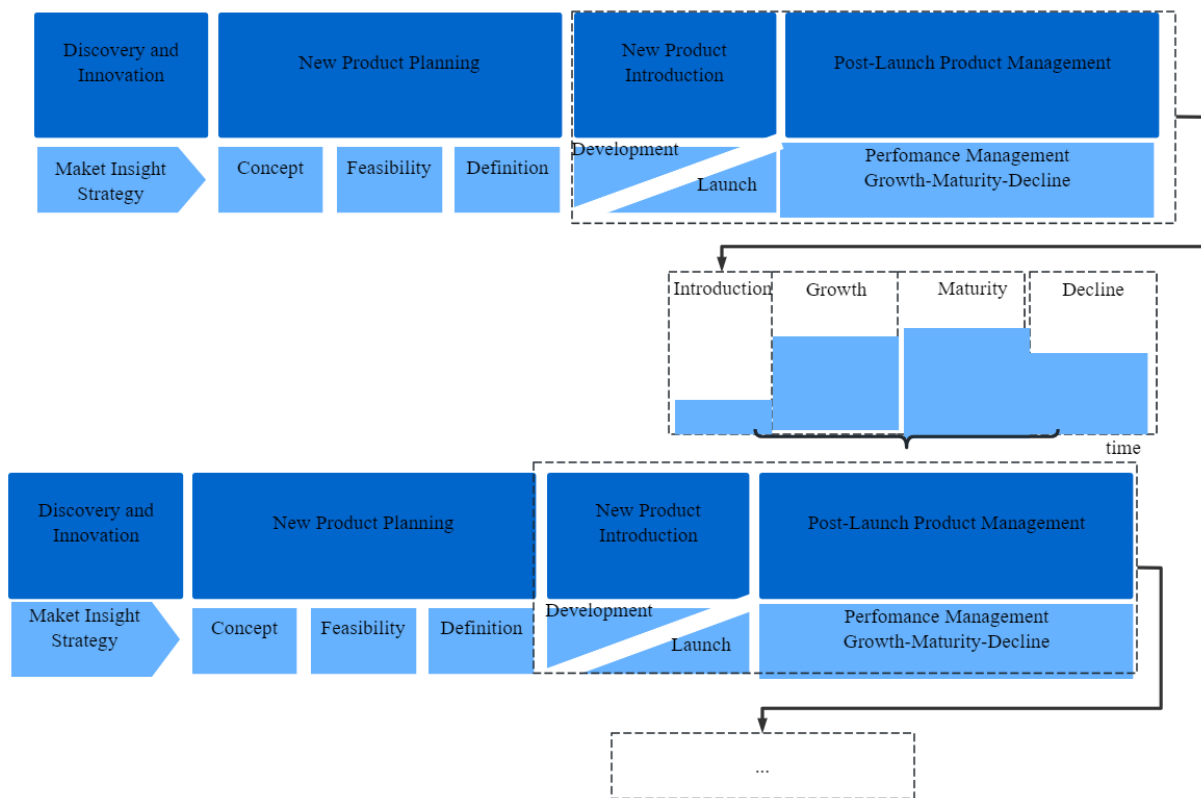 Discovery and
Innovation
New Product Planning
New Product
Introduction
Post-Launch Product Management
Maket Insight
Strategy
Concept
Feasibility
Definition
Development
Launch
Perfomance Management
Growth-Maturity-Decline
Introduction
Growth
Maturity
Decline
time
Discovery and
Innovation
New Product Planning
New Product
Introduction
Post-Launch Product Management
Maket Insight
Strategy
Concept
Feasibility
Definition
Development
Launch
Perfomance Management
Growth-Maturity-Decline
...